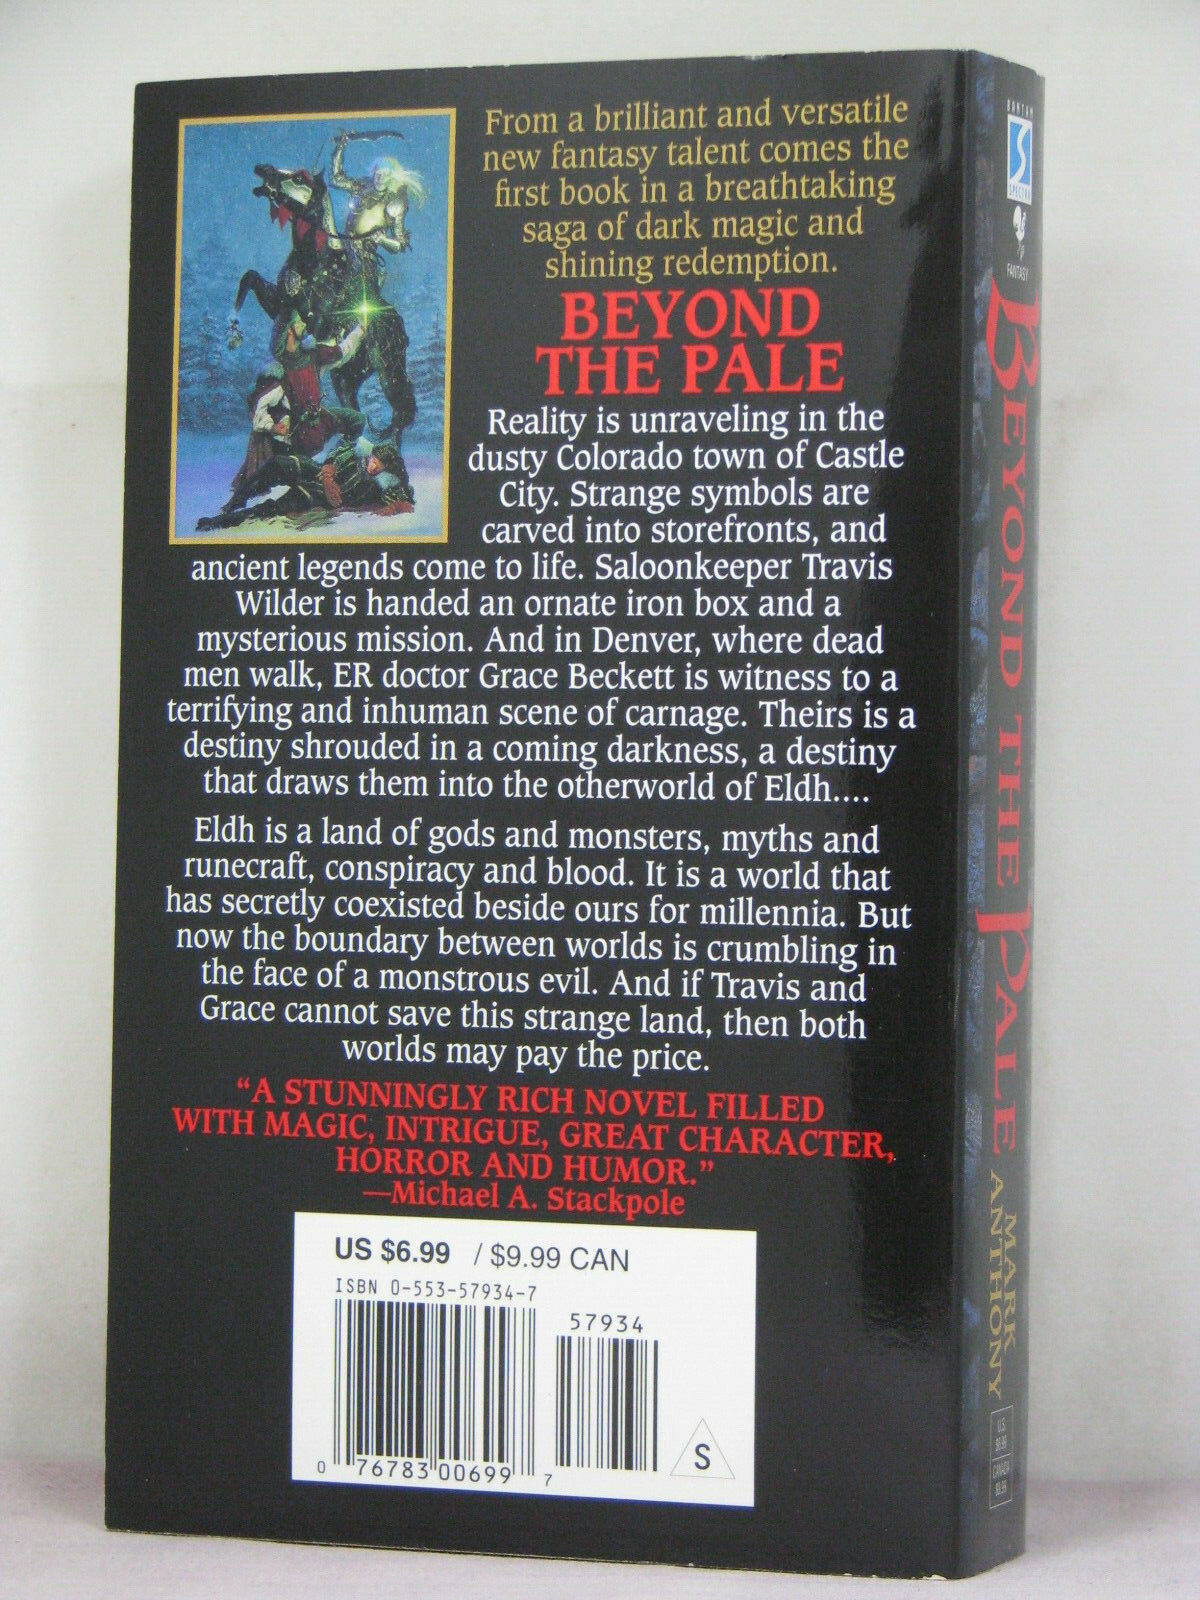 From a brilliant and versatile
new fantasy talent comes the
first book in a breathtaking
saga of dark magic and
shining redemption.
BEYOND
THE PALE
Reality is unraveling in the
dusty Colorado town of Castle
City. Strange symbols are
carved into storefronts, and
ancient legends come to life. Saloonkeeper Travis
Wilder is handed an ornate iron box and a
mysterious mission. And in Denver, where dead
men walk, ER doctor Grace Beckett is witness to a
terrifying and inhuman scene of carnage. Theirs is a
destiny shrouded in a coming darkness, a destiny
that draws them into the otherworld of Eldh....
Eldh is a land of gods and monsters, myths and
runecraft, conspiracy and blood. It is a world that
has secretly coexisted beside ours for millennia. But
now the boundary between worlds is crumbling in
the face of a monstrous evil. And if Travis and
Grace cannot save this strange land, then both
worlds may pay the price.
“A STUNNINGLY RICH NOVEL FILLED
WITH MAGIC, INTRIGUE, GREAT CHARACTER,
HORROR AND HUMOR.”
—Michael A. Stackpole
US $6.99 / $9.99 CAN
ISBN 0-553-57934-7
57934
0 76783 00699 7
S
BANTAM
SPECTRA
FANTASY
BEYOND THE PALE
MARK
ANTHONY
U.S.
$6.99
CANADA
$9.99